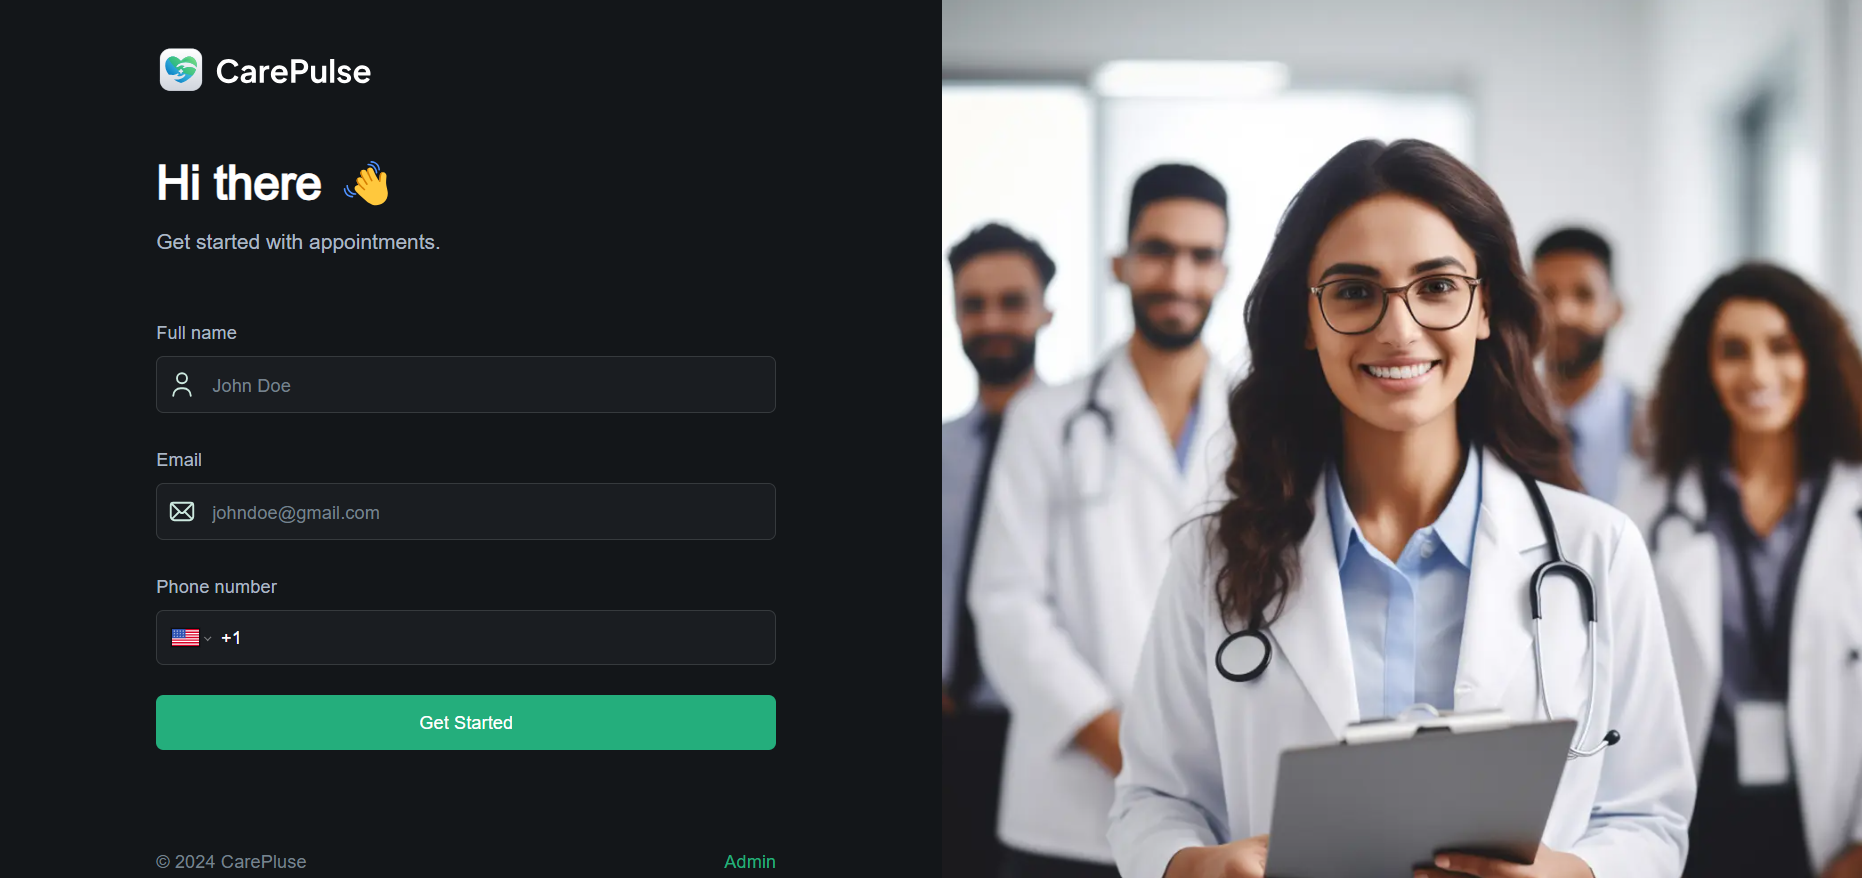 CarePulse
Hi there 👋
Get started with appointments.
Full name
John Doe
Email
johndoe@gmail.com
Phone number
+1
Get Started
© 2024 CarePluse
Admin